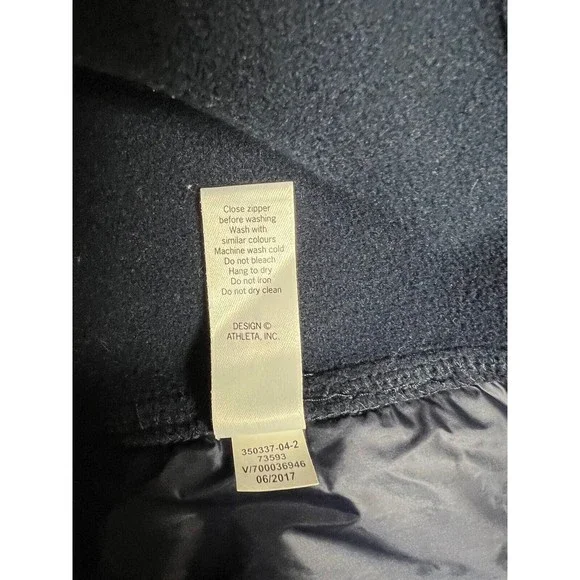 Close zipper
before washing
Wash with
similar colours
Machine wash cold
Do not bleach
Hang to dry
Do not iron
Do not dry clean
DESIGN ©
ATHLETA, INC.
350337-04-2
73593
V/700036946
06/2017